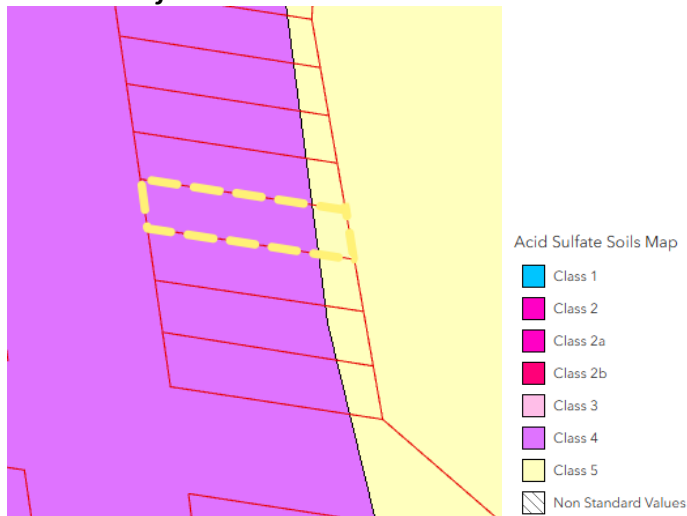 Acid Sulfate Soils Map
Class 1
Class 2
Class 2a
Class 2b
Class 3
Class 4
Class 5
Non Standard Values